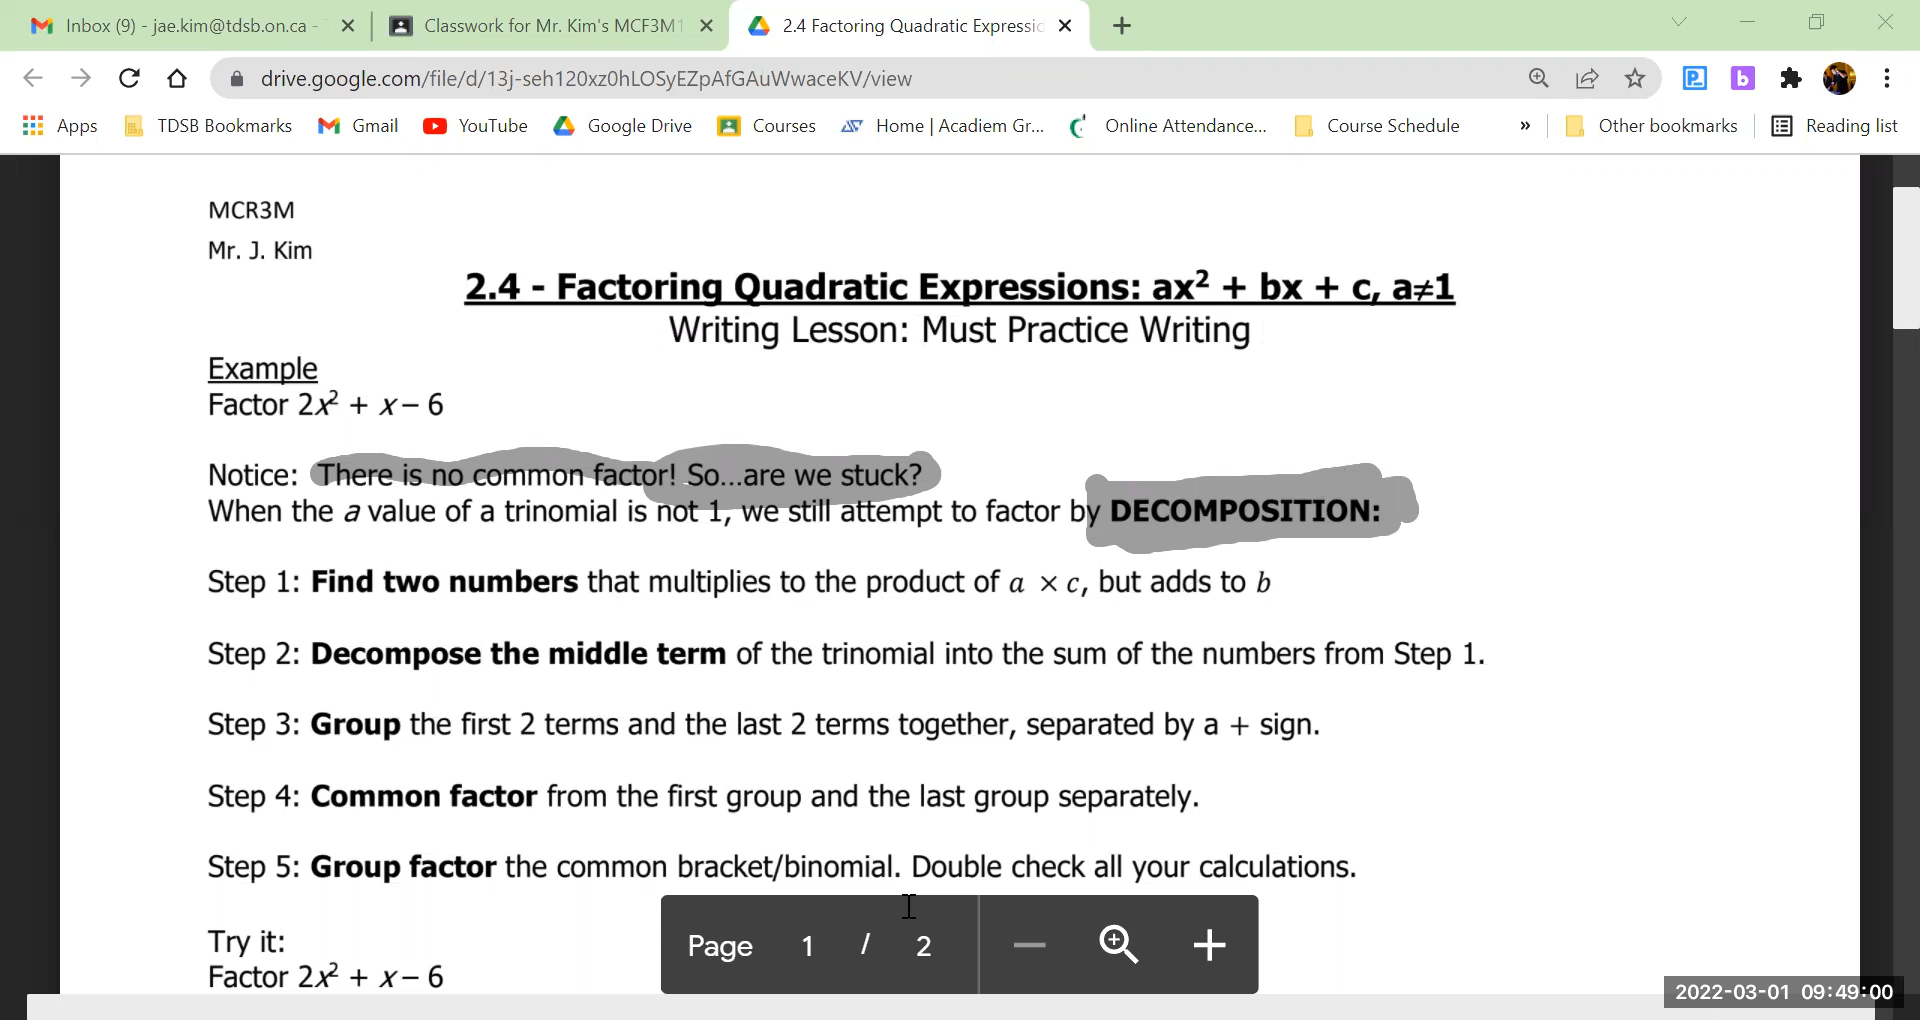 Inbox (9) - jae.kim@tdsb.on.ca -
Classwork for Mr. Kim's MCF3M1
2.4 Factoring Quadratic Expressio
drive.google.com/file/d/13j-seh120xz0hLOSyEZpAfGAuWwaceKV/view
Apps TDSB Bookmarks Gmail YouTube Google Drive Courses Home | Acadiem Gr... Online Attendance... Course Schedule » Other bookmarks Reading list
MCR3M
Mr. J. Kim
2.4 - Factoring Quadratic Expressions: ax² + bx + c, a≠1
Writing Lesson: Must Practice Writing
Example
Factor 2x² + x – 6
Notice: There is no common factor! So...are we stuck?
When the a value of a trinomial is not 1, we still attempt to factor by DECOMPOSITION:
Step 1: Find two numbers that multiplies to the product of a × c, but adds to b
Step 2: Decompose the middle term of the trinomial into the sum of the numbers from Step 1.
Step 3: Group the first 2 terms and the last 2 terms together, separated by a + sign.
Step 4: Common factor from the first group and the last group separately.
Step 5: Group factor the common bracket/binomial. Double check all your calculations.
Try it:
Factor 2x² + x – 6
Page 1 / 2
2022-03-01 09:49:00